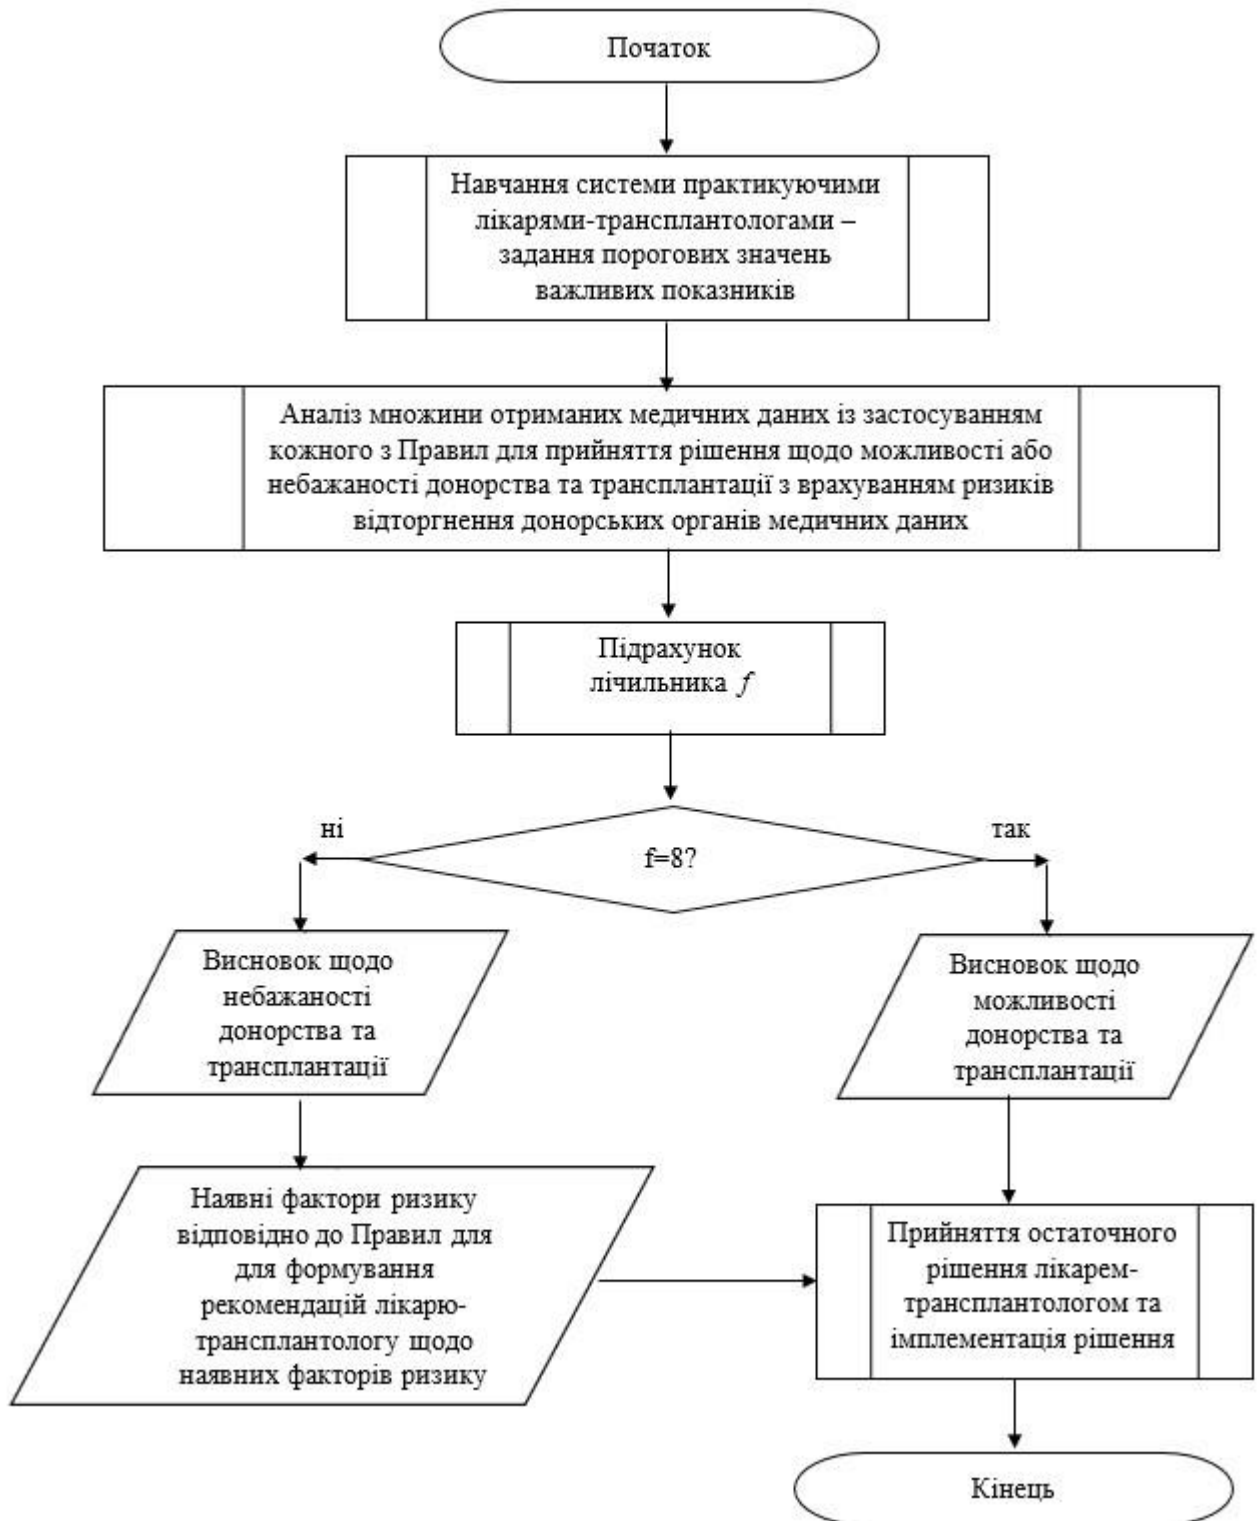 Початок
Навчання системи практикуючими
лікарями-трансплантологами –
задання порогових значень
важливих показників
Аналіз множини отриманих медичних даних із застосуванням
кожного з Правил для прийняття рішення щодо можливості або
небажаності донорства та трансплантації з врахуванням ризиків
відторгнення донорських органів медичних даних
Підрахунок
лічильника f
ні
так
f=8?
Висновок щодо
небажаності
донорства та
трансплантації
Висновок щодо
можливості
донорства та
трансплантації
Наявні фактори ризику
відповідно до Правил для
для формування
рекомендацій лікарю-
трансплантологу щодо
наявних факторів ризику
Прийняття остаточного
рішення лікарем-
трансплантологом та
імплементація рішення
Кінець